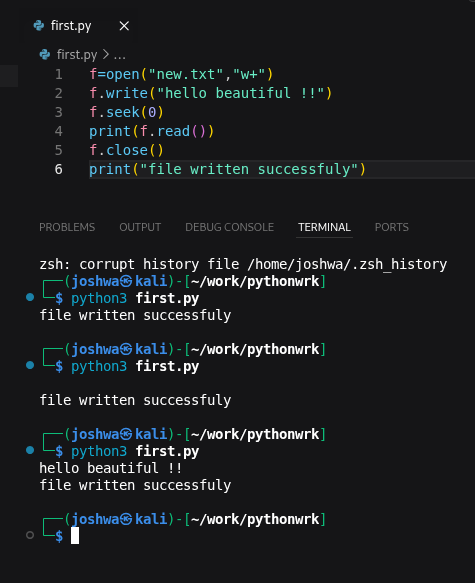 first.py ×
first.py > ...
1 f=open("new.txt","w+")
2 f.write("hello beautiful !!")
3 f.seek(0)
4 print(f.read())
5 f.close()
6 print("file written successfuly")
PROBLEMS OUTPUT DEBUG CONSOLE TERMINAL PORTS
zsh: corrupt history file /home/joshwa/.zsh_history
┌──(joshwa㉿kali)-[~/work/pythonwrk]
└─$ python3 first.py
file written successfuly
┌──(joshwa㉿kali)-[~/work/pythonwrk]
└─$ python3 first.py
file written successfuly
┌──(joshwa㉿kali)-[~/work/pythonwrk]
└─$ python3 first.py
hello beautiful !!
file written successfuly
┌──(joshwa㉿kali)-[~/work/pythonwrk]
└─$